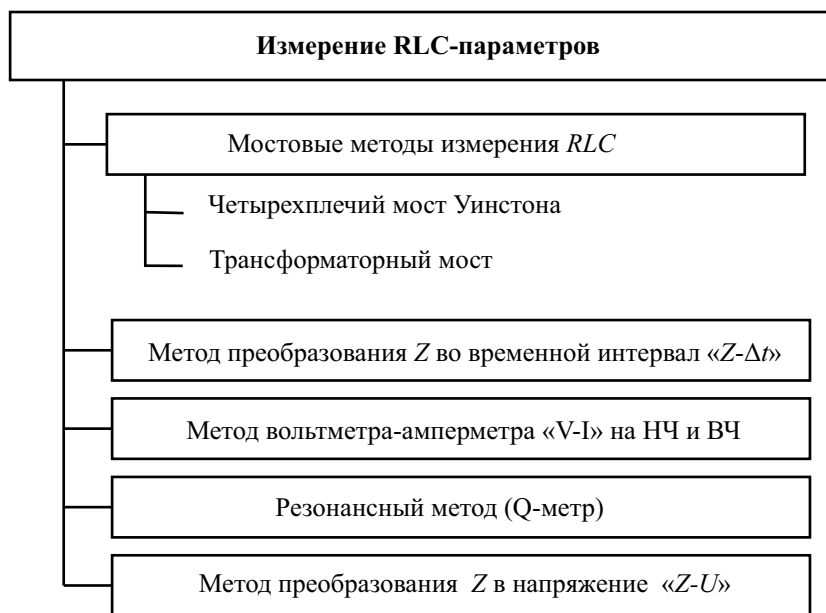 Измерение RLC-параметров
Мостовые методы измерения RLC
Четырехплечий мост Уинстона
Трансформаторный мост
Метод преобразования Z во временной интервал «Z-Δt»
Метод вольтметра-амперметра «V-I» на НЧ и ВЧ
Резонансный метод (Q-метр)
Метод преобразования Z в напряжение «Z-U»